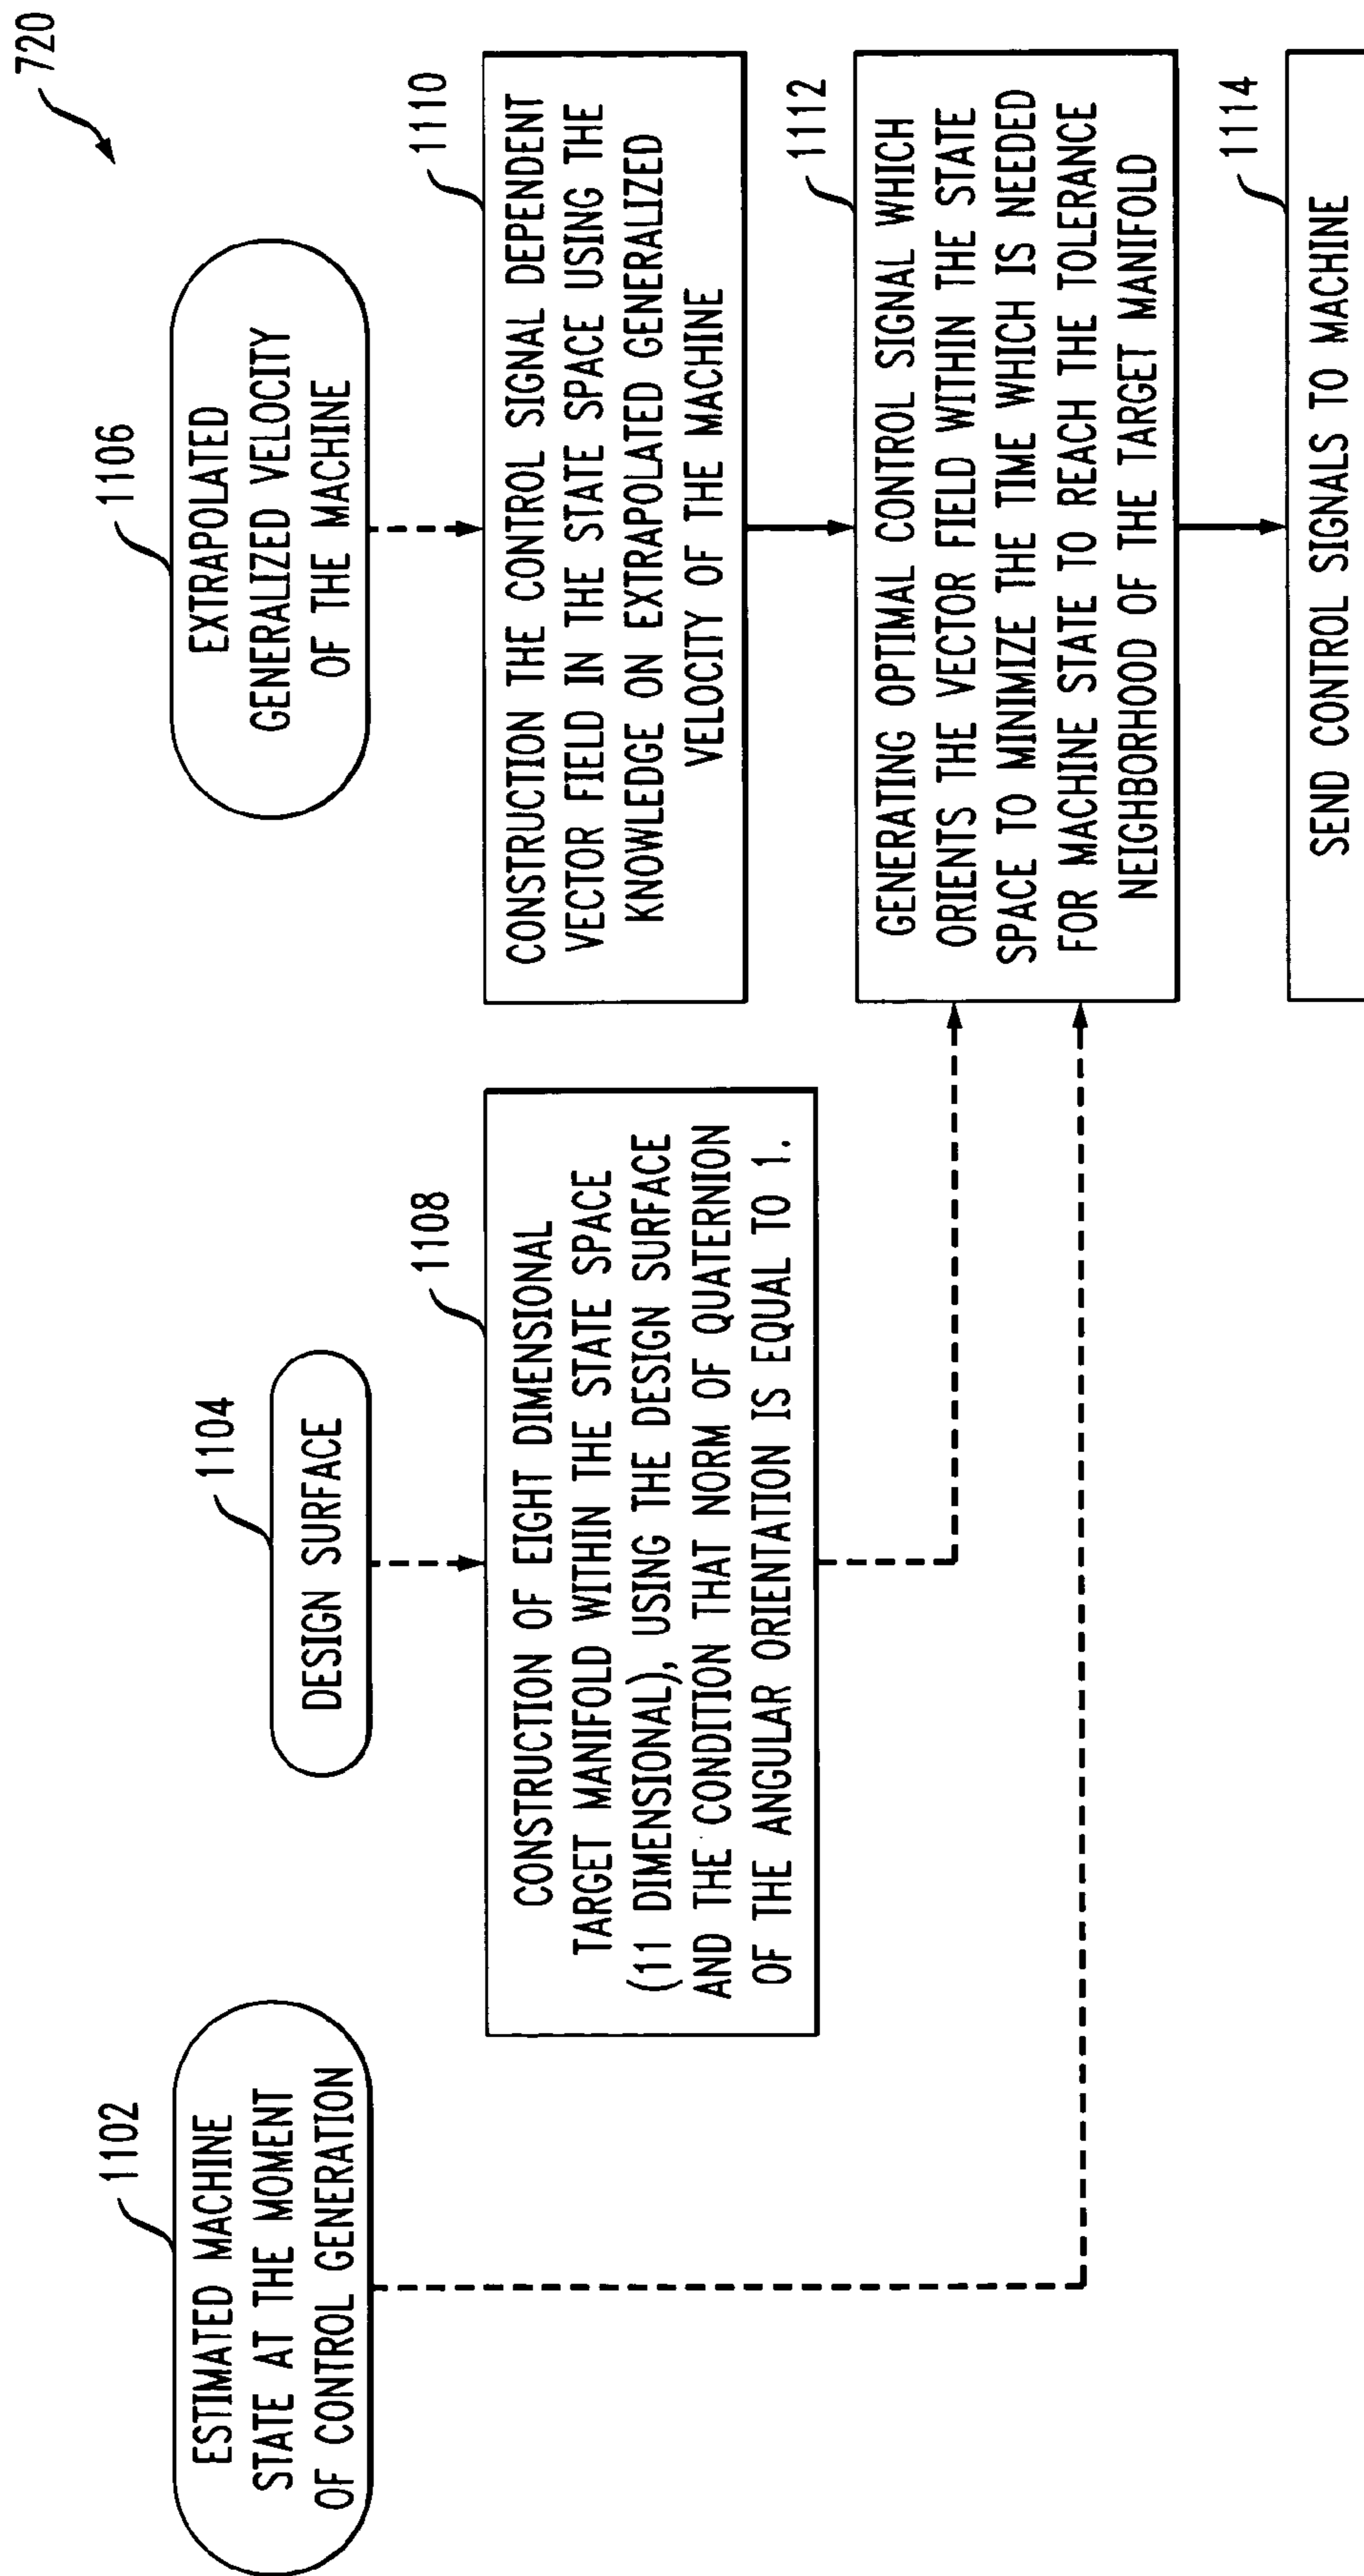 720
1102
ESTIMATED MACHINE
STATE AT THE MOMENT
OF CONTROL GENERATION
1104
DESIGN SURFACE
1106
EXTRAPOLATED
GENERALIZED VELOCITY
OF THE MACHINE
1108
CONSTRUCTION OF EIGHT DIMENSIONAL
TARGET MANIFOLD WITHIN THE STATE SPACE
(11 DIMENSIONAL), USING THE DESIGN SURFACE
AND THE CONDITION THAT NORM OF QUATERNION
OF THE ANGULAR ORIENTATION IS EQUAL TO 1.
1110
CONSTRUCTION THE CONTROL SIGNAL DEPENDENT
VECTOR FIELD IN THE STATE SPACE USING THE
KNOWLEDGE ON EXTRAPOLATED GENERALIZED
VELOCITY OF THE MACHINE
1112
GENERATING OPTIMAL CONTROL SIGNAL WHICH
ORIENTS THE VECTOR FIELD WITHIN THE STATE
SPACE TO MINIMIZE THE TIME WHICH IS NEEDED
FOR MACHINE STATE TO REACH THE TOLERANCE
NEIGHBORHOOD OF THE TARGET MANIFOLD
1114
SEND CONTROL SIGNALS TO MACHINE